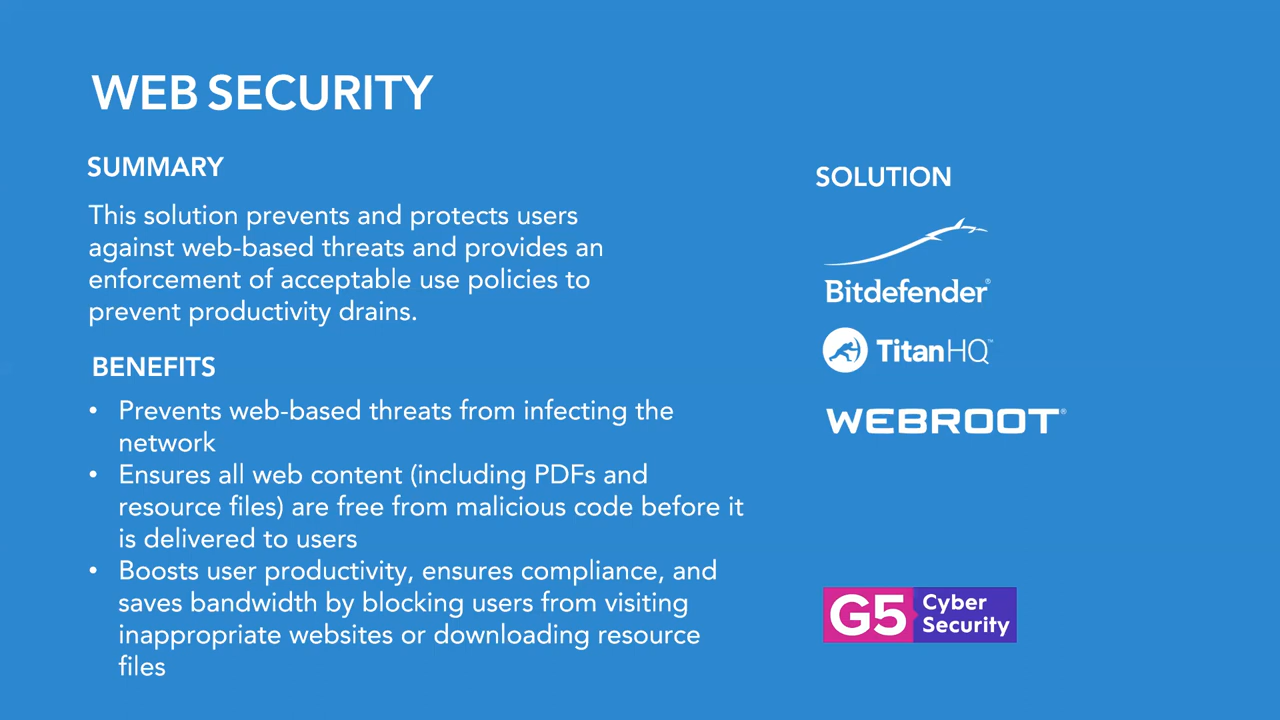 WEB SECURITY
SUMMARY
This solution prevents and protects users
against web-based threats and provides an
enforcement of acceptable use policies to
prevent productivity drains.
BENEFITS
• Prevents web-based threats from infecting the
network
• Ensures all web content (including PDFs and
resource files) are free from malicious code before it
is delivered to users
• Boosts user productivity, ensures compliance, and
saves bandwidth by blocking users from visiting
inappropriate websites or downloading resource
files
SOLUTION
Bitdefender®
TitanHQ™
WEBROOT®
G5 Cyber
Security